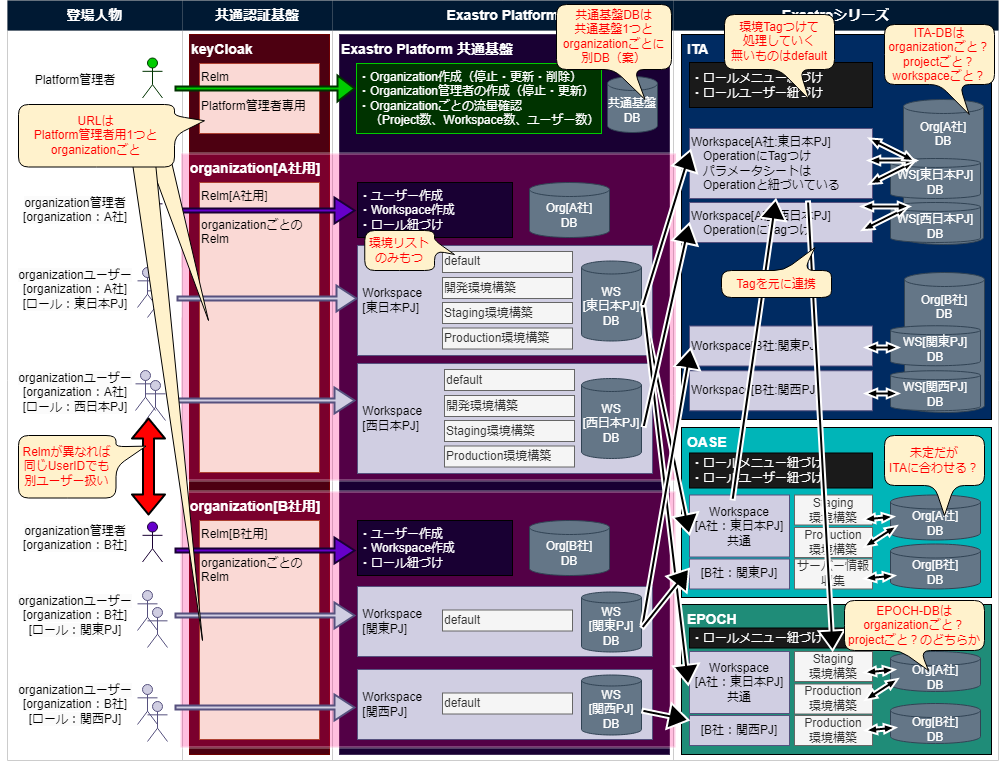 登場人物
共通認証基盤
Exastro Platform
Exastroシリーズ
共通基盤DBは
共通基盤1つと
organizationごとに
別DB（案）
環境Tagつけて
処理していく
無いものはdefault
ITA-DBは
organizationごと？
projectごと？
workspaceごと？
Platform管理者
URLは
Platform管理者用1つと
organizationごと
organization管理者
[organization：A社]
organizationユーザー
[organization：A社]
[ロール：東日本PJ]
organizationユーザー
[organization：A社]
[ロール：西日本PJ]
Relmが異なれば
同じUserIDでも
別ユーザー扱い
organization管理者
[organization：B社]
organizationユーザー
[organization：B社]
[ロール：関東PJ]
organizationユーザー
[organization：B社]
[ロール：関西PJ]
keyCloak
Relm
Platform管理者専用
organization[A社用]
Relm[A社用]
organizationごとの
Relm
organization[B社用]
Relm[B社用]
organizationごとの
Relm
Exastro Platform 共通基盤
・Organization作成（停止・更新・削除）
・Organization管理者の作成（停止・更新）
・Organizationごとの流量確認
（Project数、Workspace数、ユーザー数）
共通基盤
DB
・ユーザー作成
・Workspace作成
・ロール紐づけ
Org[A社]
DB
環境リスト
のみもつ
Workspace
[東日本PJ]
default
開発環境構築
Staging環境構築
Production環境構築
WS
[東日本PJ]
DB
Workspace
[西日本PJ]
default
開発環境構築
Staging環境構築
Production環境構築
WS
[西日本PJ]
DB
・ユーザー作成
・Workspace作成
・ロール紐づけ
Org[B社]
DB
Workspace
[関東PJ]
default
WS
[関東PJ]
DB
Workspace
[関西PJ]
default
WS
[関西PJ]
DB
ITA
・ロールメニュー紐づけ
・ロールユーザー紐づけ
Workspace[A社:東日本PJ]
OperationにTagつけ
パラメータシートは
Operationと紐づいている
Org[A社]
DB
WS[東日本PJ]
DB
Workspace[A社:西日本PJ]
OperationにTagつけ
WS[西日本PJ]
DB
Tagを元に連携
Org[B社]
DB
Workspace[B社:関東PJ]
WS[関東PJ]
DB
Workspace[B社:関西PJ]
WS[関西PJ]
DB
OASE
・ロールメニュー紐づけ
・ロールユーザー紐づけ
未定だが
ITAに合わせる？
Workspace
[A社：東日本PJ]
共通
Staging
環境構築
Production
環境構築
Org[A社]
DB
[B社：関東PJ]
サーバー情報
収集
Org[B社]
DB
EPOCH
・ロールメニュー紐づけ
EPOCH-DBは
organizationごと？
projectごと？のどちらか
Workspace
[A社：東日本PJ]
共通
Staging
環境構築
Production
環境構築
Org[A社]
DB
[B社：関西PJ]
Production
環境構築
Org[B社]
DB